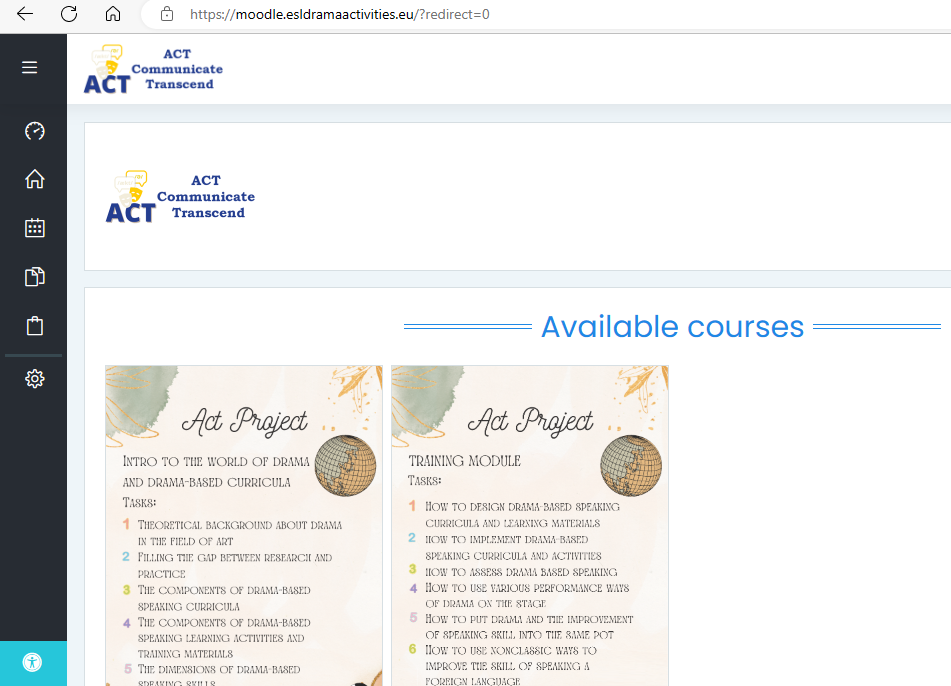 https://moodle.esldramaactivities.eu/?redirect=0
ACT
ACT
Communicate
Transcend
ACT
ACT
Communicate
Transcend
Available courses
Act Project
INTRO TO THE WORLD OF DRAMA
AND DRAMA-BASED CURRICULA
TASKS:
1 THEORETICAL BACKGROUND ABOUT DRAMA
IN THE FIELD OF ART
2 FILLING THE GAP BETWEEN RESEARCH AND
PRACTICE
3 THE COMPONENTS OF DRAMA-BASED
SPEAKING CURRICULA
4 THE COMPONENTS OF DRAMA-BASED
SPEAKING LEARNING ACTIVITIES AND
TRAINING MATERIALS
5 THE DIMENSIONS OF DRAMA-BASED
SPEAKING SKILLS
Act Project
TRAINING MODULE
TASKS:
1 HOW TO DESIGN DRAMA-BASED SPEAKING
CURRICULA AND LEARNING MATERIALS
2 HOW TO IMPLEMENT DRAMA-BASED
SPEAKING CURRICULA AND ACTIVITIES
3 HOW TO ASSESS DRAMA BASED SPEAKING
4 HOW TO USE VARIOUS PERFORMANCE WAYS
OF DRAMA ON THE STAGE
5 HOW TO PUT DRAMA AND THE IMPROVEMENT
OF SPEAKING SKILL INTO THE SAME POT
6 HOW TO USE NONCLASSIC WAYS TO
IMPROVE THE SKILL OF SPEAKING A
FOREIGN LANGUAGE